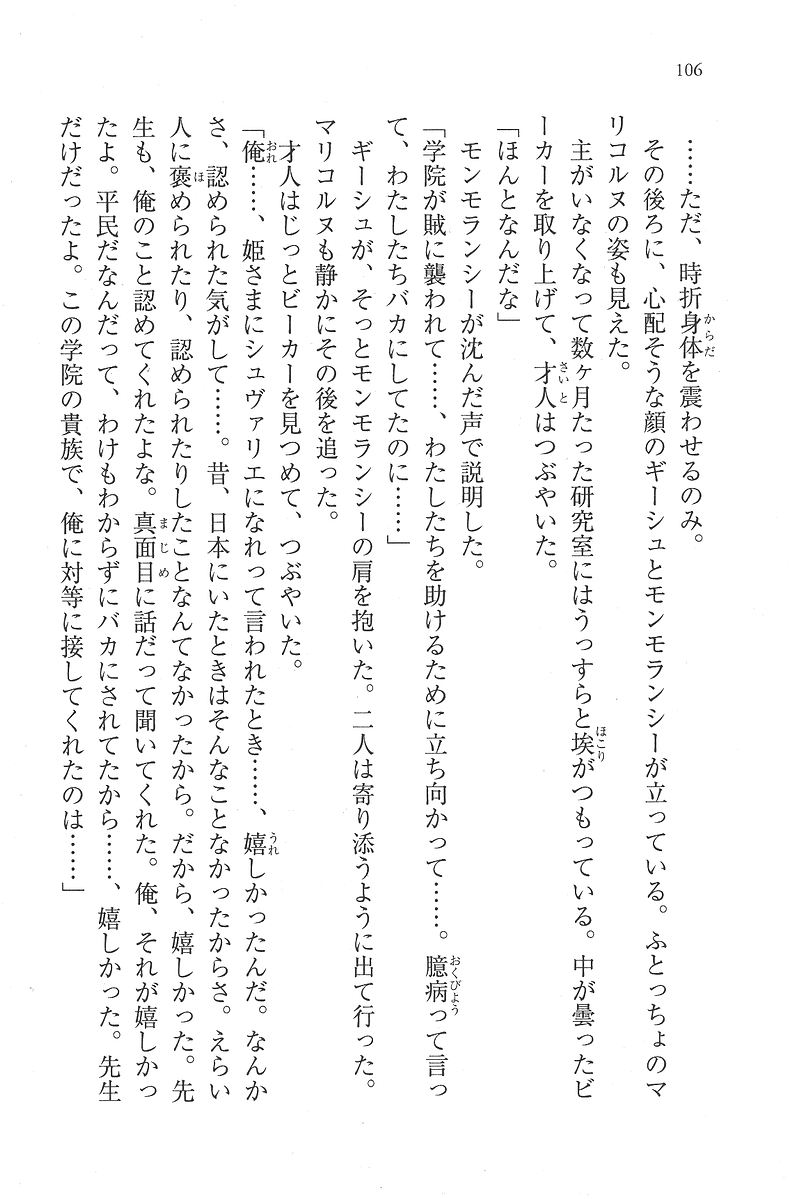 106
……ただ、時折身体を震わせるのみ。
その後ろに、心配そうな顔のギーシュとモンモランシーが立っている。ふとっちょのマ
リコルヌの姿も見えた。
主がいなくなって数ヶ月たった研究室にはうっすらと埃がつもっている。中が曇ったビ
ーカーを取り上げて、才人はつぶやいた。
「ほんとなんだな」
モンモランシーが沈んだ声で説明した。
「学院が賊に襲われて……、わたしたちを助けるために立ち向かって……。臆病って言っ
て、わたしたちバカにしてたのに……」
ギーシュが、そっとモンモランシーの肩を抱いた。二人は寄り添うように出て行った。
マリコルヌも静かにその後を追った。
才人はじっとビーカーを見つめて、つぶやいた。
「俺……、姫さまにシュヴァリエになれって言われたとき……、嬉しかったんだ。なんか
さ、認められた気がして……。昔、日本にいたときはそんなことなかったからさ。えらい
人に褒められたり、認められたりしたことなんてなかったから。だから、嬉しかった。先
生も、俺のこと認めてくれたよな。真面目に話だって聞いてくれた。俺、それが嬉しかっ
たよ。平民だなんだって、わけもわからずにバカにされてたから……、嬉しかった。先生
だけだったよ。この学院の貴族で、俺に対等に接してくれたのは……」